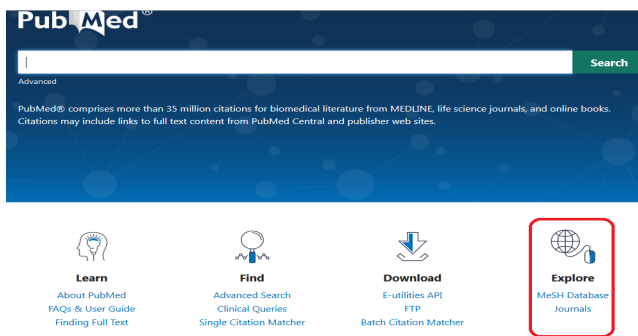 PubMed®
Search
Advanced
PubMed® comprises more than 35 million citations for biomedical literature from MEDLINE, life science journals, and online books.
Citations may include links to full text content from PubMed Central and publisher web sites.
Learn
About PubMed
FAQs & User Guide
Finding Full Text
Find
Advanced Search
Clinical Queries
Single Citation Matcher
Download
E-utilities API
FTP
Batch Citation Matcher
Explore
MeSH Database
Journals